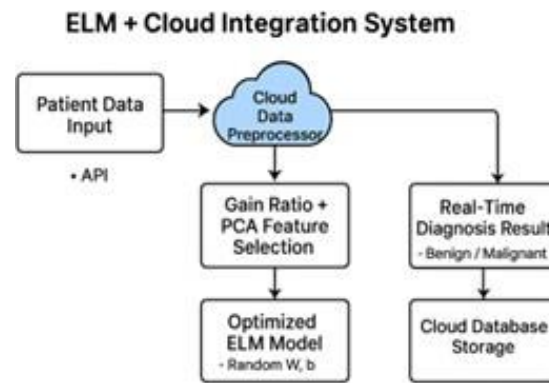 ELM + Cloud Integration System
Patient Data
Input
• API
Cloud
Data
Preprocessor
Gain Ratio +
PCA Feature
Selection
Optimized
ELM Model
- Random W, b
Real-Time
Diagnosis Result
- Benign / Malignant
Cloud Database
Storage